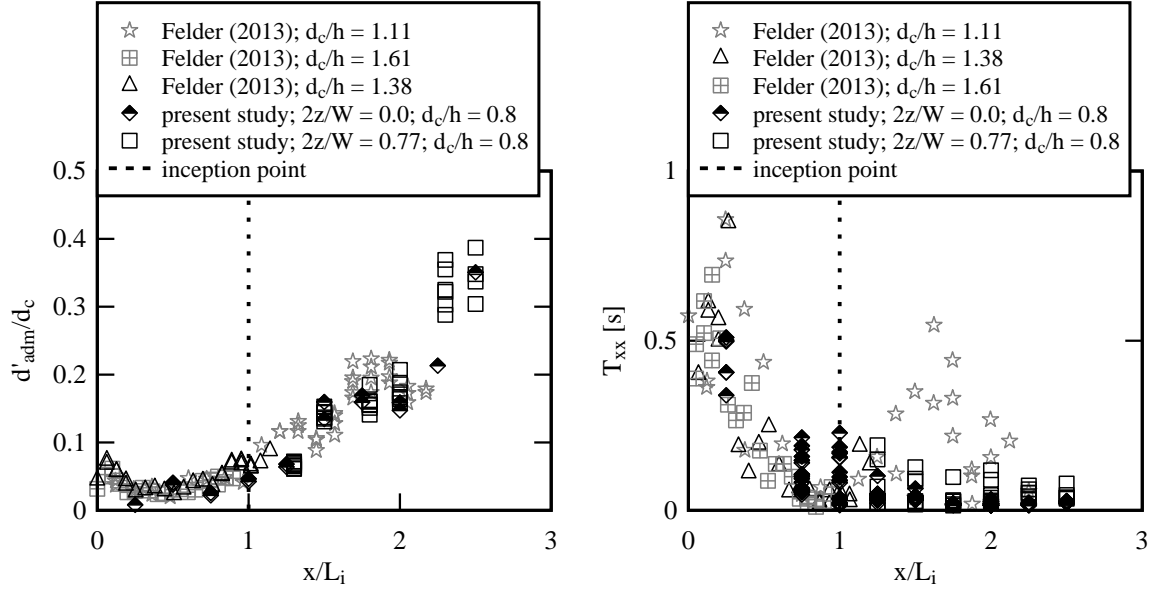 Felder (2013); d_c/h = 1.11
Felder (2013); d_c/h = 1.61
Felder (2013); d_c/h = 1.38
present study; 2z/W = 0.0; d_c/h = 0.8
present study; 2z/W = 0.77; d_c/h = 0.8
inception point
0.5
0.4
0.3
0.2
0.1
0
d'_adm/d_c
0 1 2 3
x/L_i
Felder (2013); d_c/h = 1.11
Felder (2013); d_c/h = 1.38
Felder (2013); d_c/h = 1.61
present study; 2z/W = 0.0; d_c/h = 0.8
present study; 2z/W = 0.77; d_c/h = 0.8
inception point
1
0.5
0
T_xx [s]
0 1 2 3
x/L_i